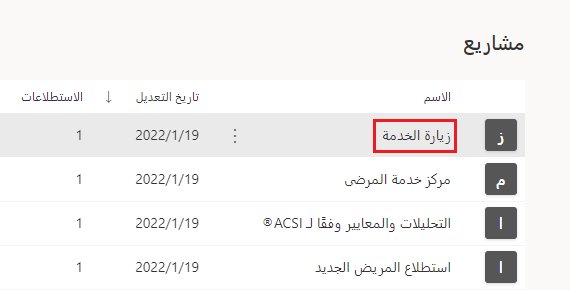 مشاريع
الاسم تاريخ التعديل ↓ الاستطلاعات
ز زيارة الخدمة ⋮ 2022/1/19 1
م مركز خدمة المرضى 2022/1/19 1
ا التحليلات والمعايير وفقًا لـ ACSI® 2022/1/19 1
ا استطلاع المريض الجديد 2022/1/19 1